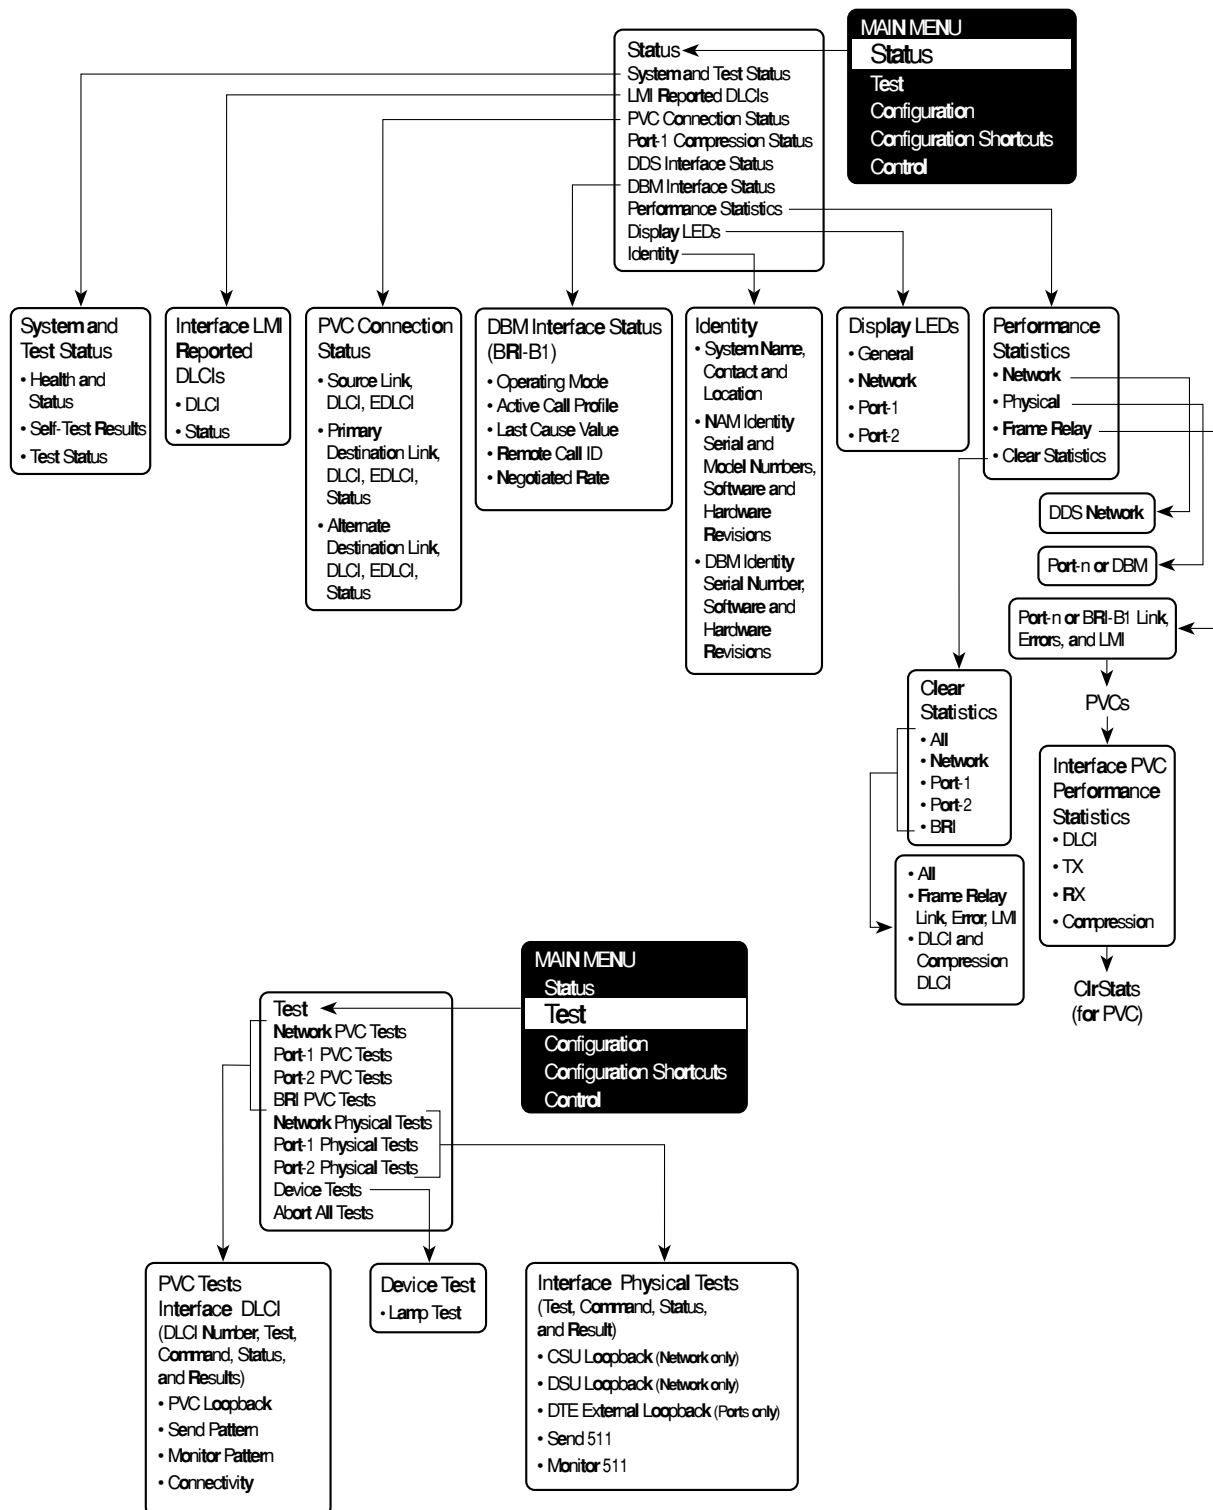 MAIN MENU
Status
Test
Configuration
Configuration Shortcuts
Control
Status
System and Test Status
LMI Reported DLCIs
PVC Connection Status
Port-1 Compression Status
DDS Interface Status
DBM Interface Status
Performance Statistics
Display LEDs
Identity
System and
Test Status
• Health and
Status
• Self-Test Results
• Test Status
Interface LMI
Reported
DLCIs
• DLCI
• Status
PVC Connection
Status
• Source Link,
DLCI, EDLCI
• Primary
Destination Link,
DLCI, EDLCI,
Status
• Alternate
Destination Link,
DLCI, EDLCI,
Status
DBM Interface Status
(BRI-B1)
• Operating Mode
• Active Call Profile
• Last Cause Value
• Remote Call ID
• Negotiated Rate
Identity
• System Name,
Contact and
Location
• NAM Identity
Serial and
Model Numbers,
Software and
Hardware
Revisions
• DBM Identity
Serial Number,
Software and
Hardware
Revisions
Display LEDs
• General
• Network
• Port-1
• Port-2
Performance
Statistics
• Network
• Physical
• Frame Relay
• Clear Statistics
DDS Network
Port-n or DBM
Port-n or BRI-B1 Link,
Errors, and LMI
PVCs
Interface PVC
Performance
Statistics
• DLCI
• TX
• RX
• Compression
ClrStats
(for PVC)
Clear
Statistics
• All
• Network
• Port-1
• Port-2
• BRI
• All
• Frame Relay
Link, Error, LMI
• DLCI and
Compression
DLCI
MAIN MENU
Status
Test
Configuration
Configuration Shortcuts
Control
Test
Network PVC Tests
Port-1 PVC Tests
Port-2 PVC Tests
BRI PVC Tests
Network Physical Tests
Port-1 Physical Tests
Port-2 Physical Tests
Device Tests
Abort All Tests
PVC Tests
Interface DLCI
(DLCI Number, Test,
Command, Status,
and Results)
• PVC Loopback
• Send Pattern
• Monitor Pattern
• Connectivity
Device Test
• Lamp Test
Interface Physical Tests
(Test, Command, Status,
and Result)
• CSU Loopback (Network only)
• DSU Loopback (Network only)
• DTE External Loopback (Ports only)
• Send 511
• Monitor 511